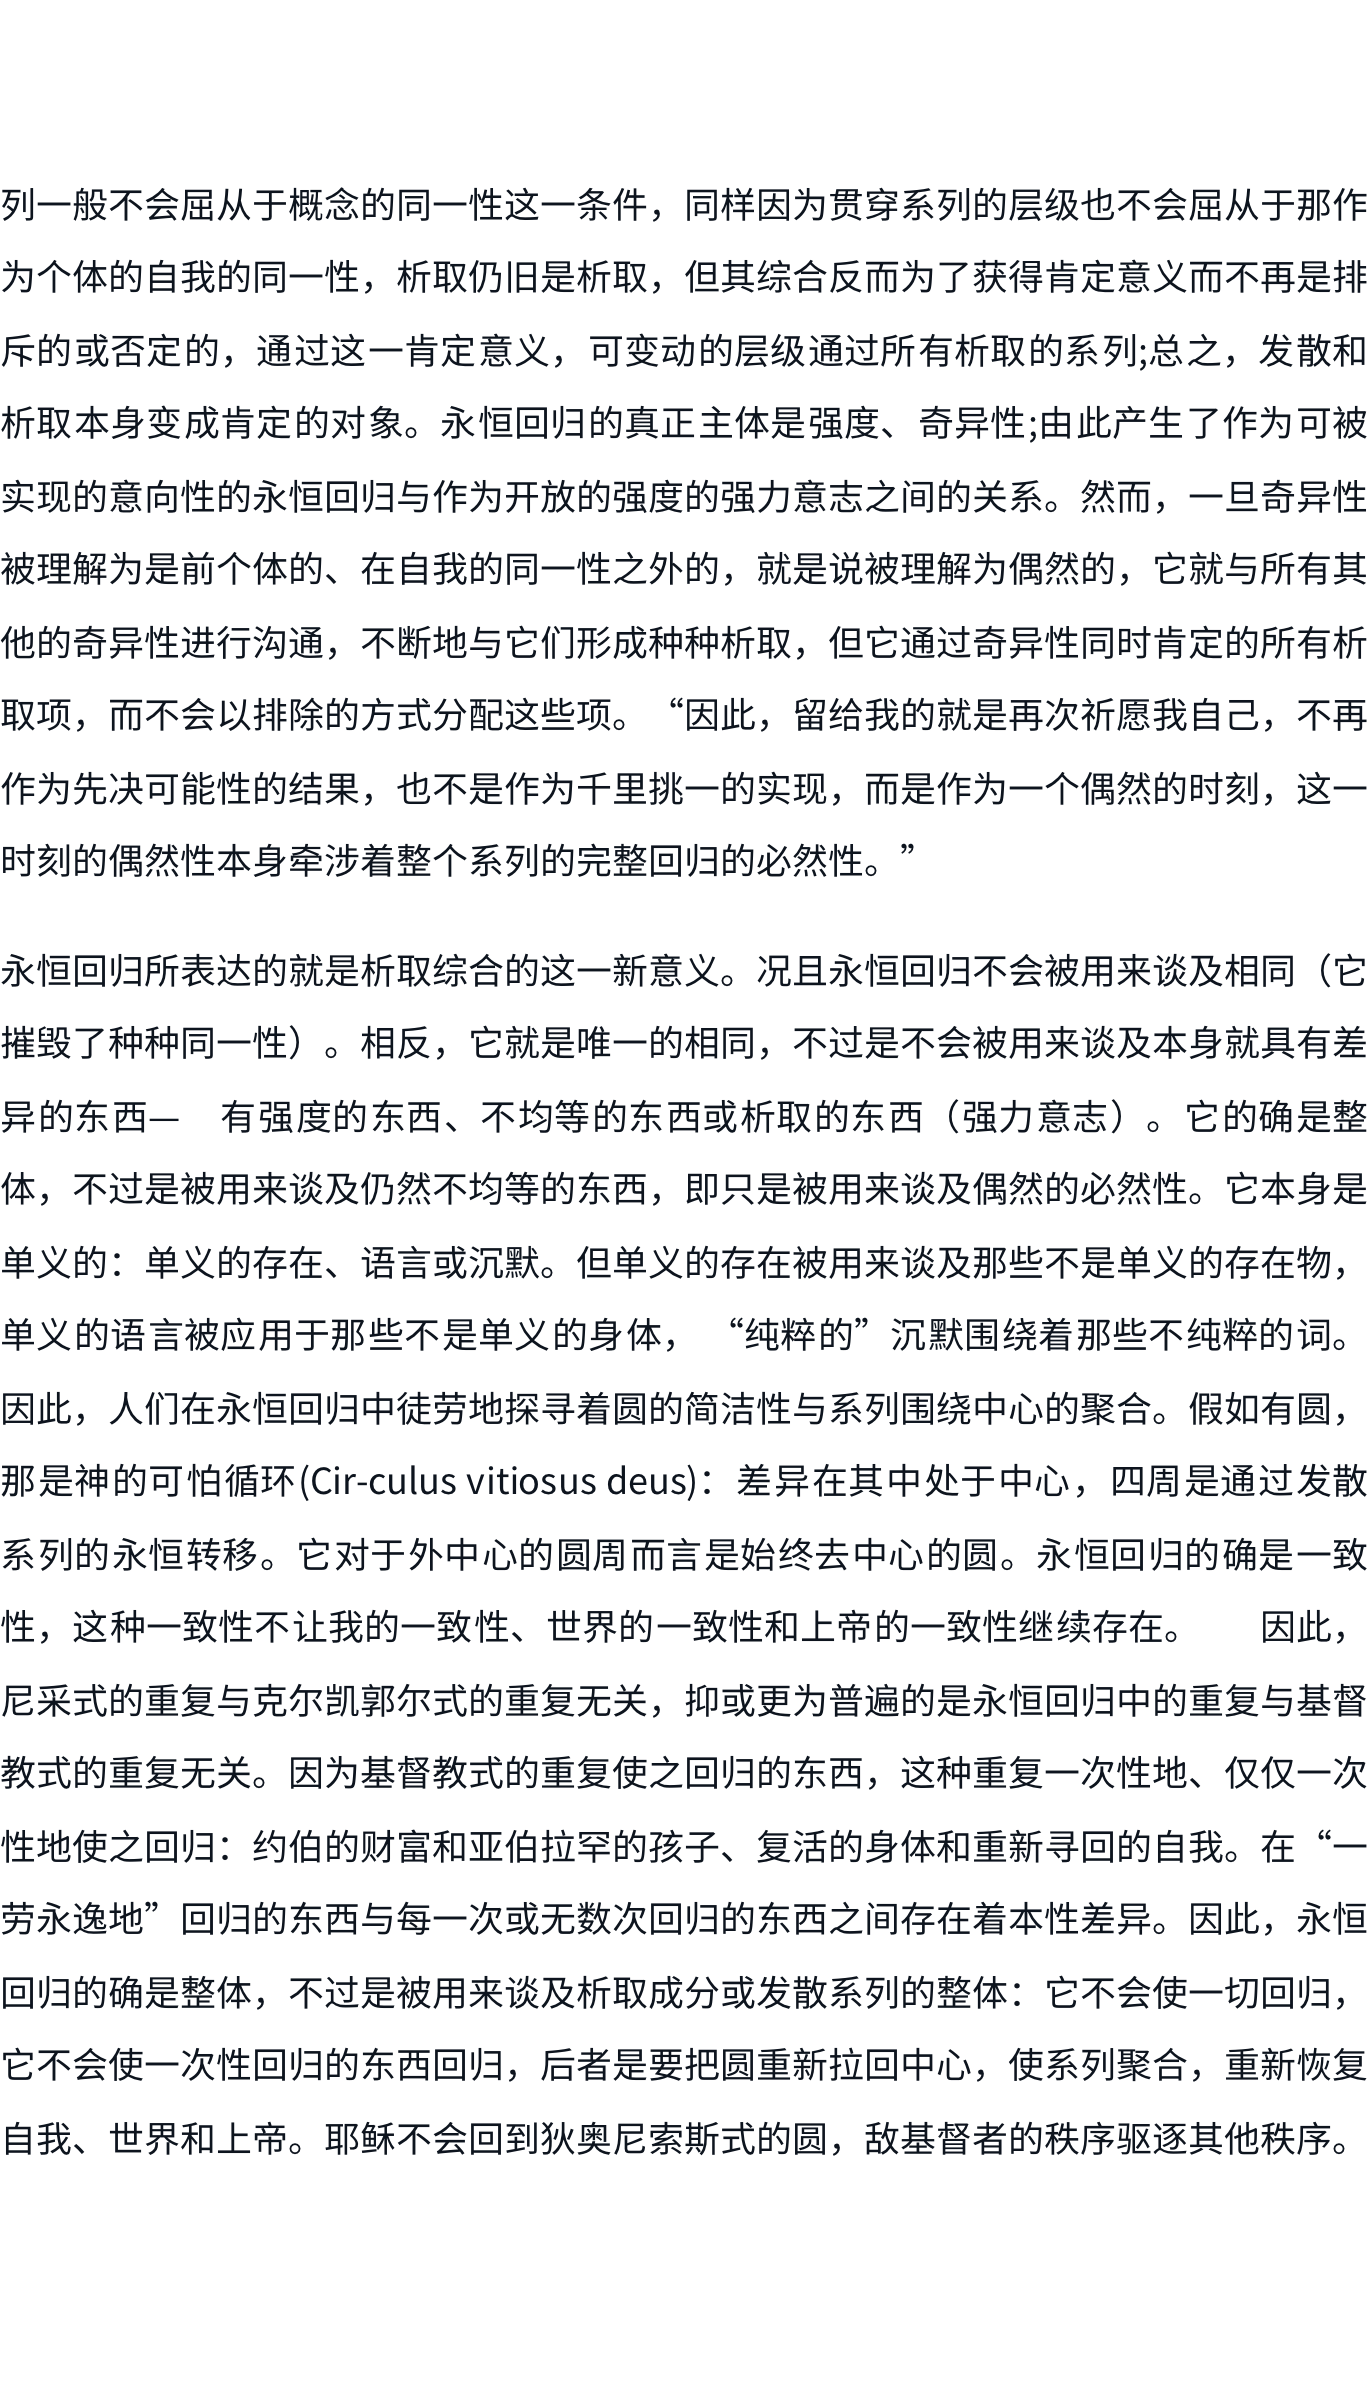 列一般不会屈从于概念的同一性这一条件，同样因为贯穿系列的层级也不会屈从于那作
为个体的自我的同一性，析取仍旧是析取，但其综合反而为了获得肯定意义而不再是排
斥的或否定的，通过这一肯定意义，可变动的层级通过所有析取的系列;总之，发散和
析取本身变成肯定的对象。永恒回归的真正主体是强度、奇异性;由此产生了作为可被
实现的意向性的永恒回归与作为开放的强度的强力意志之间的关系。然而，一旦奇异性
被理解为是前个体的、在自我的同一性之外的，就是说被理解为偶然的，它就与所有其
他的奇异性进行沟通，不断地与它们形成种种析取，但它通过奇异性同时肯定的所有析
取项，而不会以排除的方式分配这些项。 “因此，留给我的就是再次祈愿我自己，不再
作为先决可能性的结果，也不是作为千里挑一的实现，而是作为一个偶然的时刻，这一
时刻的偶然性本身牵涉着整个系列的完整回归的必然性。”
永恒回归所表达的就是析取综合的这一新意义。况且永恒回归不会被用来谈及相同（它
摧毁了种种同一性）。相反，它就是唯一的相同，不过是不会被用来谈及本身就具有差
异的东西—　有强度的东西、不均等的东西或析取的东西（强力意志）。它的确是整
体，不过是被用来谈及仍然不均等的东西，即只是被用来谈及偶然的必然性。它本身是
单义的：单义的存在、语言或沉默。但单义的存在被用来谈及那些不是单义的存在物，
单义的语言被应用于那些不是单义的身体， “纯粹的”沉默围绕着那些不纯粹的词。
因此，人们在永恒回归中徒劳地探寻着圆的简洁性与系列围绕中心的聚合。假如有圆，
那是神的可怕循环(Cir-culus vitiosus deus)：差异在其中处于中心，四周是通过发散
系列的永恒转移。它对于外中心的圆周而言是始终去中心的圆。永恒回归的确是一致
性，这种一致性不让我的一致性、世界的一致性和上帝的一致性继续存在。　　因此，
尼采式的重复与克尔凯郭尔式的重复无关，抑或更为普遍的是永恒回归中的重复与基督
教式的重复无关。因为基督教式的重复使之回归的东西，这种重复一次性地、仅仅一次
性地使之回归：约伯的财富和亚伯拉罕的孩子、复活的身体和重新寻回的自我。在“一
劳永逸地”回归的东西与每一次或无数次回归的东西之间存在着本性差异。因此，永恒
回归的确是整体，不过是被用来谈及析取成分或发散系列的整体：它不会使一切回归，
它不会使一次性回归的东西回归，后者是要把圆重新拉回中心，使系列聚合，重新恢复
自我、世界和上帝。耶稣不会回到狄奥尼索斯式的圆，敌基督者的秩序驱逐其他秩序。